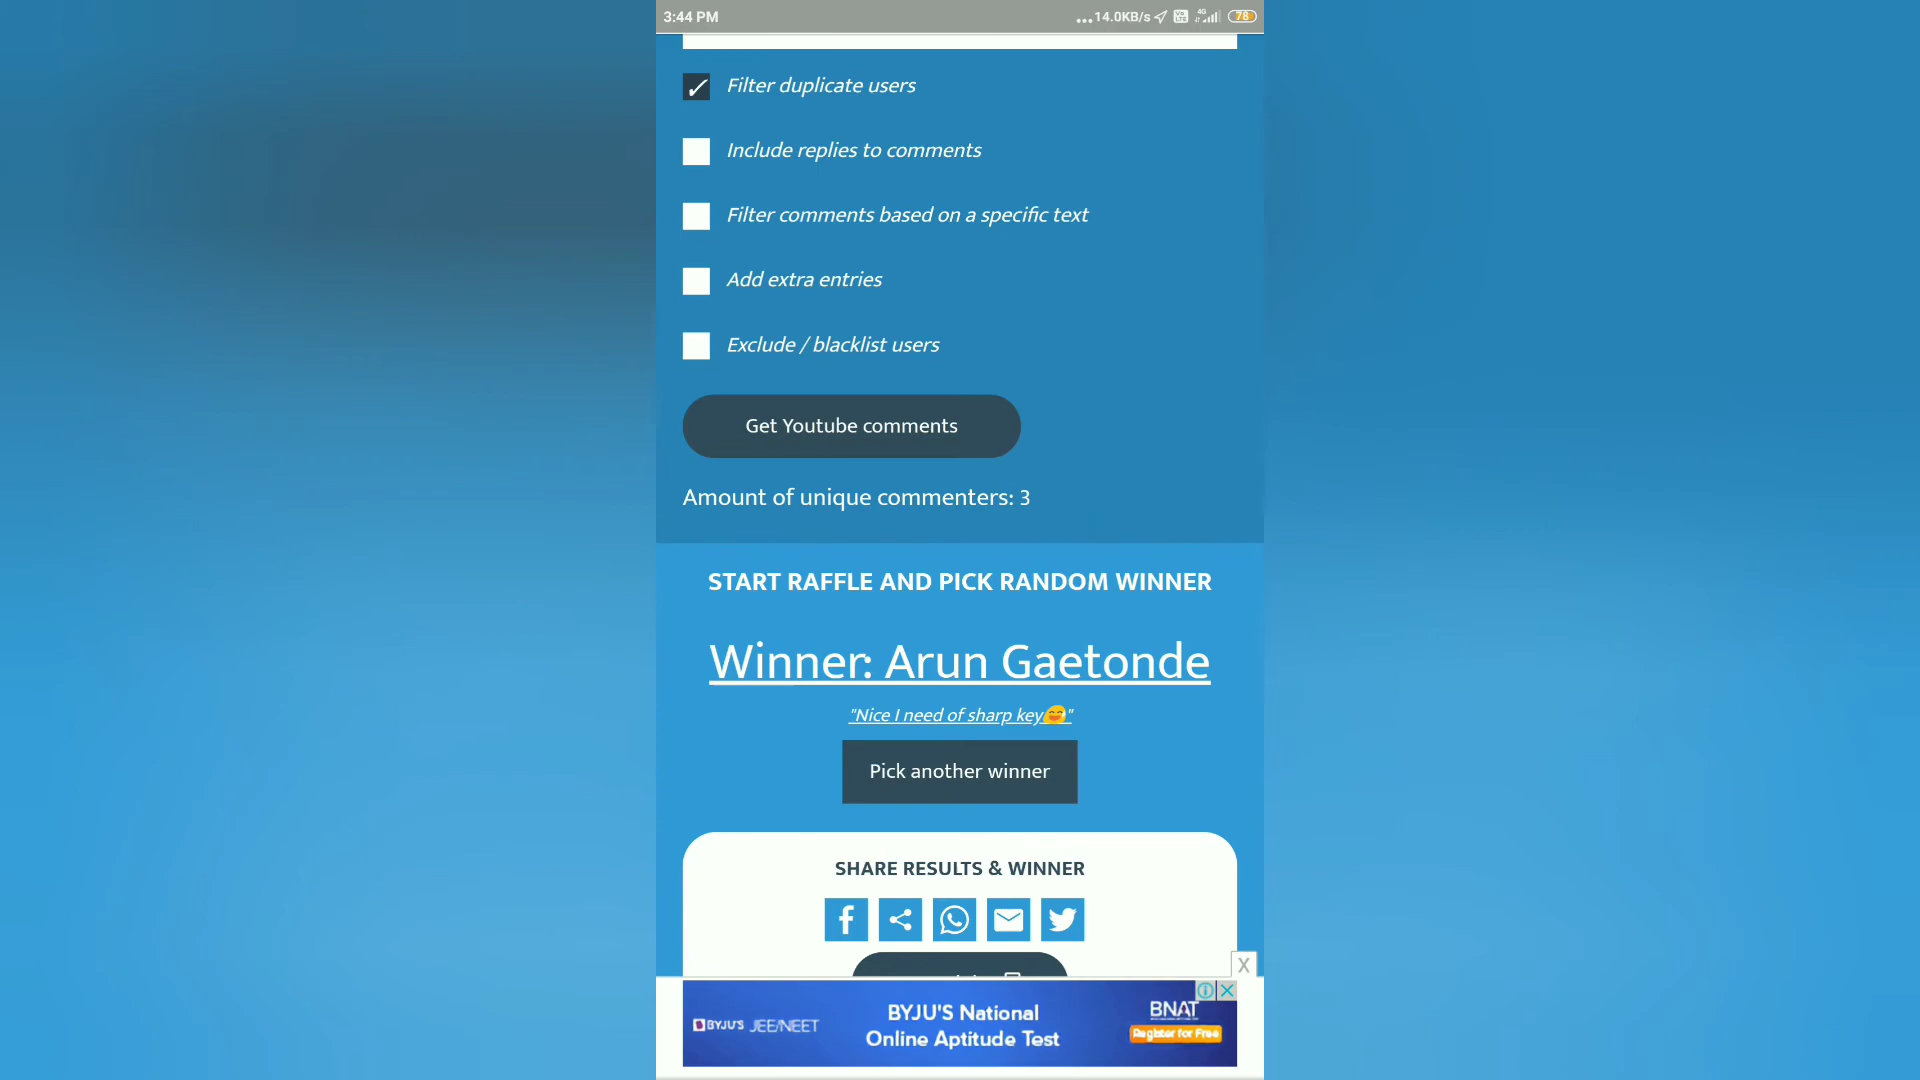 3:44 PM
...14.0KB/s Vo LTE 4G 78
Filter duplicate users
Include replies to comments
Filter comments based on a specific text
Add extra entries
Exclude / blacklist users
Get Youtube comments
Amount of unique commenters: 3
START RAFFLE AND PICK RANDOM WINNER
Winner: Arun Gaetonde
"Nice I need of sharp key😅"
Pick another winner
SHARE RESULTS & WINNER
X
BYJU'S JEE/NEET
BYJU'S National
Online Aptitude Test
BNAT
Register for Free